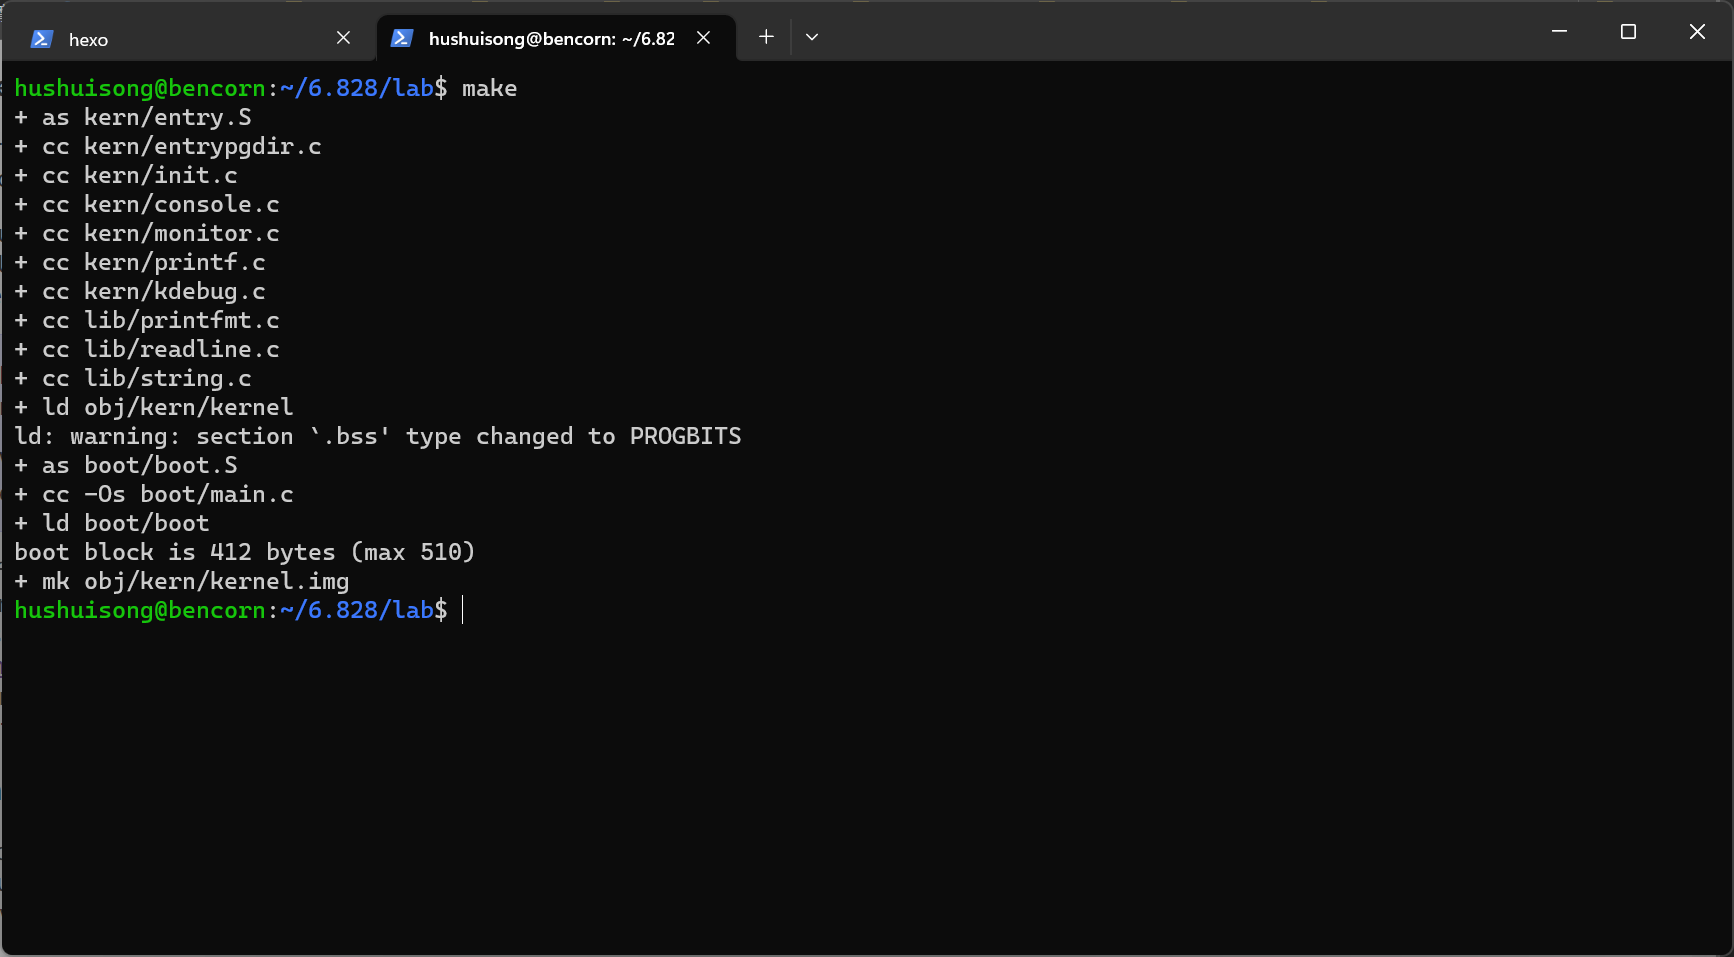 hexo
hushuisong@bencorn: ~/6.82
hushuisong@bencorn:~/6.828/lab$ make
+ as kern/entry.S
+ cc kern/entrypgdir.c
+ cc kern/init.c
+ cc kern/console.c
+ cc kern/monitor.c
+ cc kern/printf.c
+ cc kern/kdebug.c
+ cc lib/printfmt.c
+ cc lib/readline.c
+ cc lib/string.c
+ ld obj/kern/kernel
ld: warning: section `.bss' type changed to PROGBITS
+ as boot/boot.S
+ cc -Os boot/main.c
+ ld boot/boot
boot block is 412 bytes (max 510)
+ mk obj/kern/kernel.img
hushuisong@bencorn:~/6.828/lab$